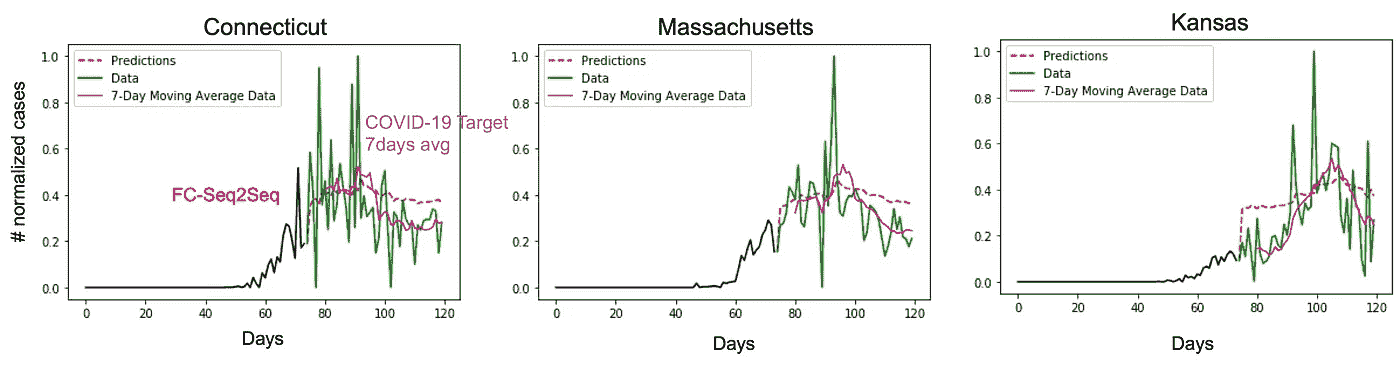 Connecticut
Massachusetts
Kansas
# normalized cases
1.0
0.8
0.6
0.4
0.2
0.0
Predictions
Data
7-Day Moving Average Data
COVID-19 Target
7days avg
FC-Seq2Seq
0 20 40 60 80 100 120
Days
1.0
0.8
0.6
0.4
0.2
0.0
Predictions
Data
7-Day Moving Average Data
0 20 40 60 80 100 120
Days
1.0
0.8
0.6
0.4
0.2
0.0
Predictions
Data
7-Day Moving Average Data
0 20 40 60 80 100 120
Days